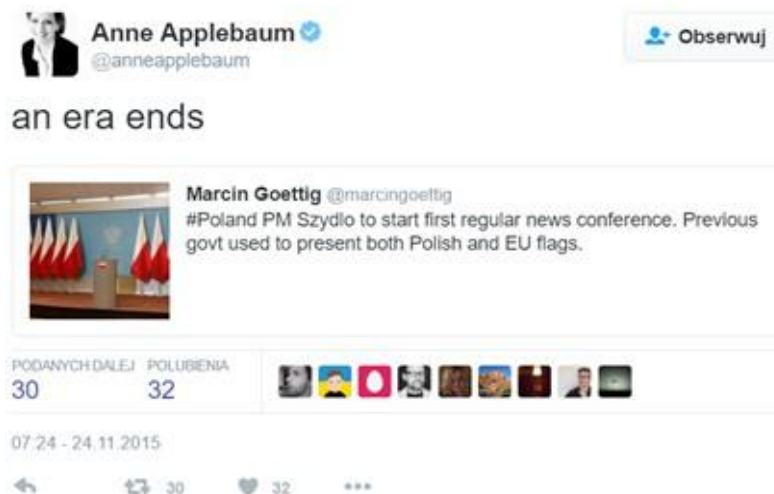 Anne Applebaum
@anneapplebaum
Obserwuj
an era ends
Marcin Goettig @marcingoettig
#Poland PM Szydlo to start first regular news conference. Previous
govt used to present both Polish and EU flags.
PODANYCH DALEJ POLUBIENIA
30 32
07:24 - 24.11.2015
30 32